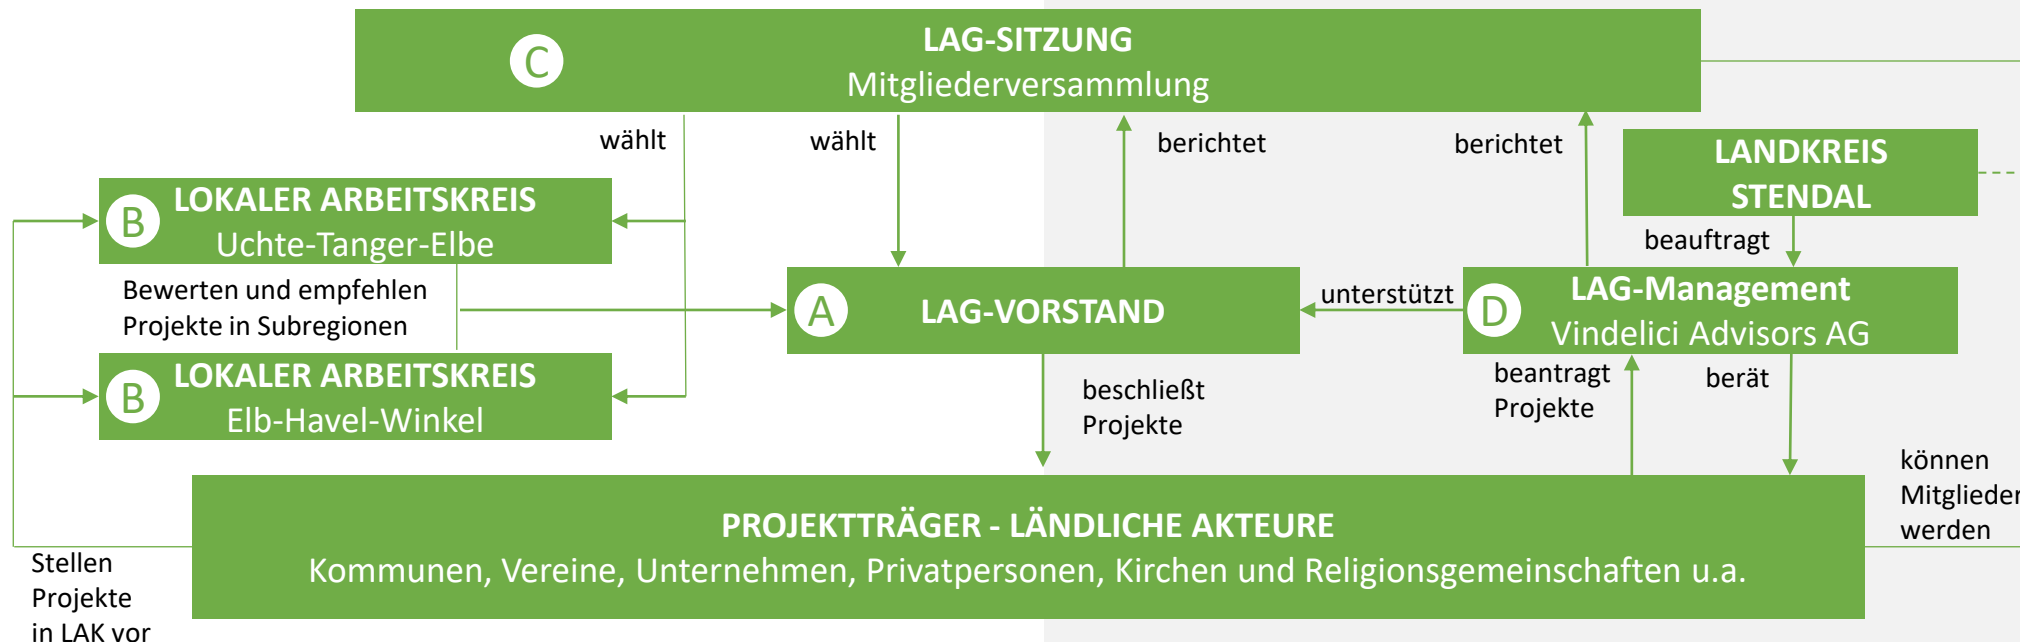 C
LAG-SITZUNG
Mitgliederversammlung
wählt
wählt
berichtet
berichtet
LANDKREIS
STENDAL
B
LOKALER ARBEITSKREIS
Uchte-Tanger-Elbe
beauftragt
Bewerten und empfehlen
Projekte in Subregionen
A
LAG-VORSTAND
unterstützt
D
LAG-Management
Vindelici Advisors AG
B
LOKALER ARBEITSKREIS
Elb-Havel-Winkel
beschließt
Projekte
beantragt
Projekte
berät
können
Mitglieder
werden
PROJEKTTRÄGER - LÄNDLICHE AKTEURE
Kommunen, Vereine, Unternehmen, Privatpersonen, Kirchen und Religionsgemeinschaften u.a.
Stellen
Projekte
in LAK vor